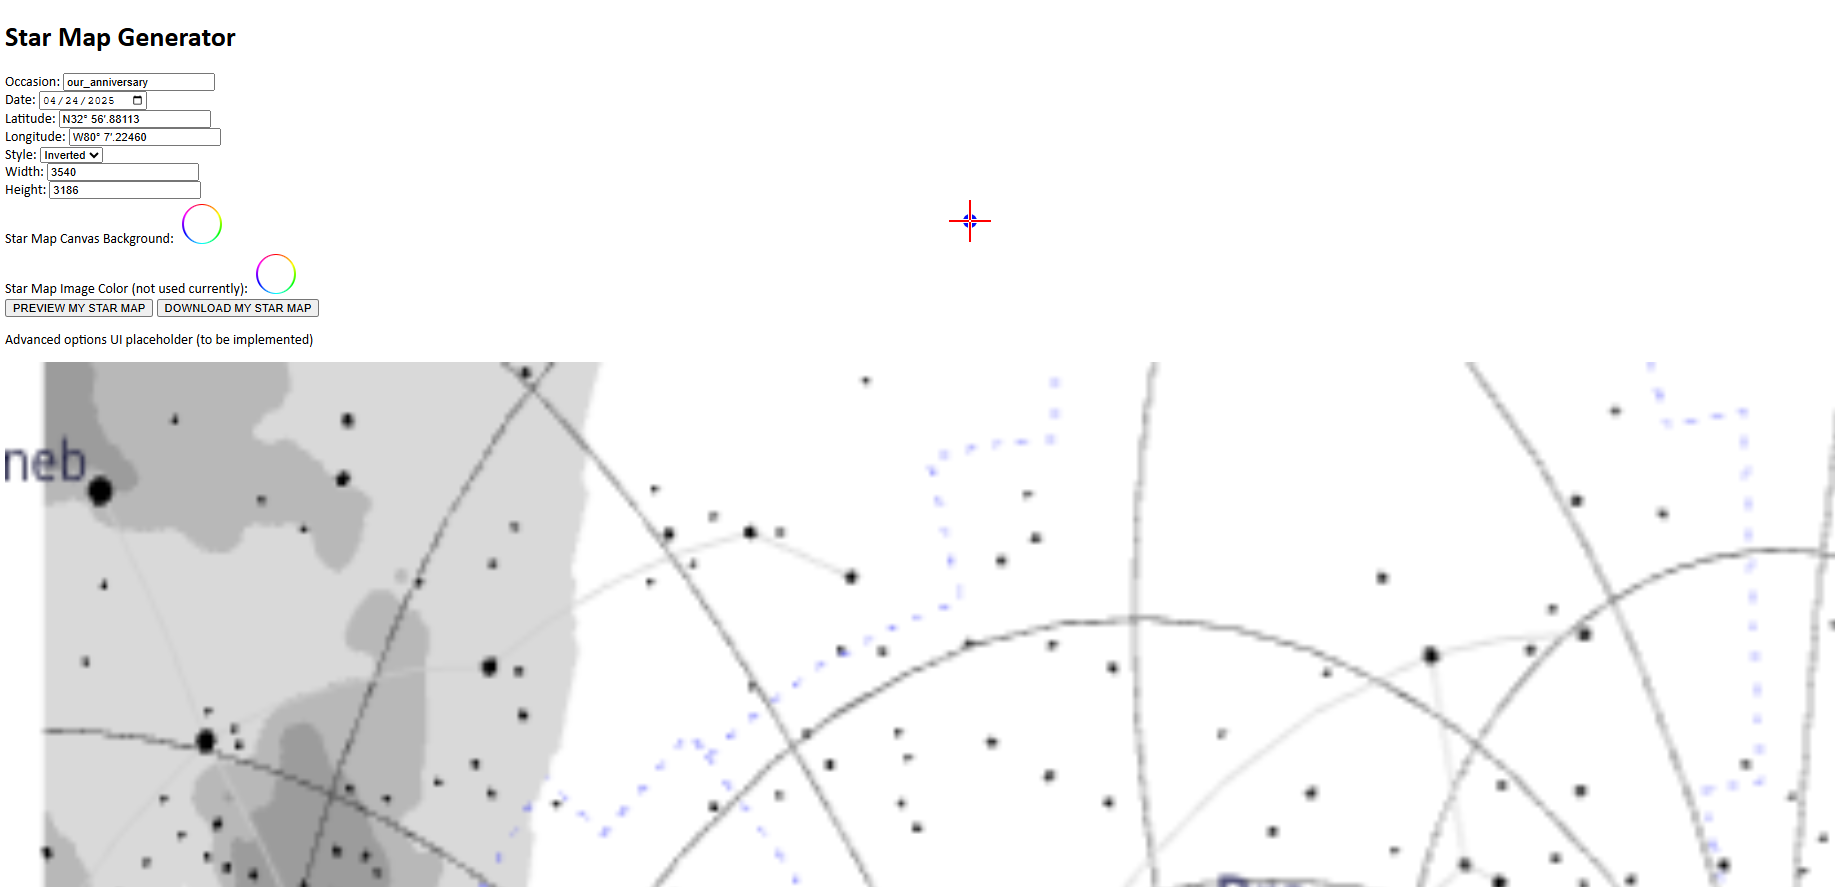 Star Map Generator
Occasion: our_anniversary
Date: 04/24/2025
Latitude: N32° 56'.88113
Longitude: W80° 7'.22460
Style: Inverted
Width: 3540
Height: 3186
Star Map Canvas Background:
Star Map Image Color (not used currently):
PREVIEW MY STAR MAP DOWNLOAD MY STAR MAP
Advanced options UI placeholder (to be implemented)
neb